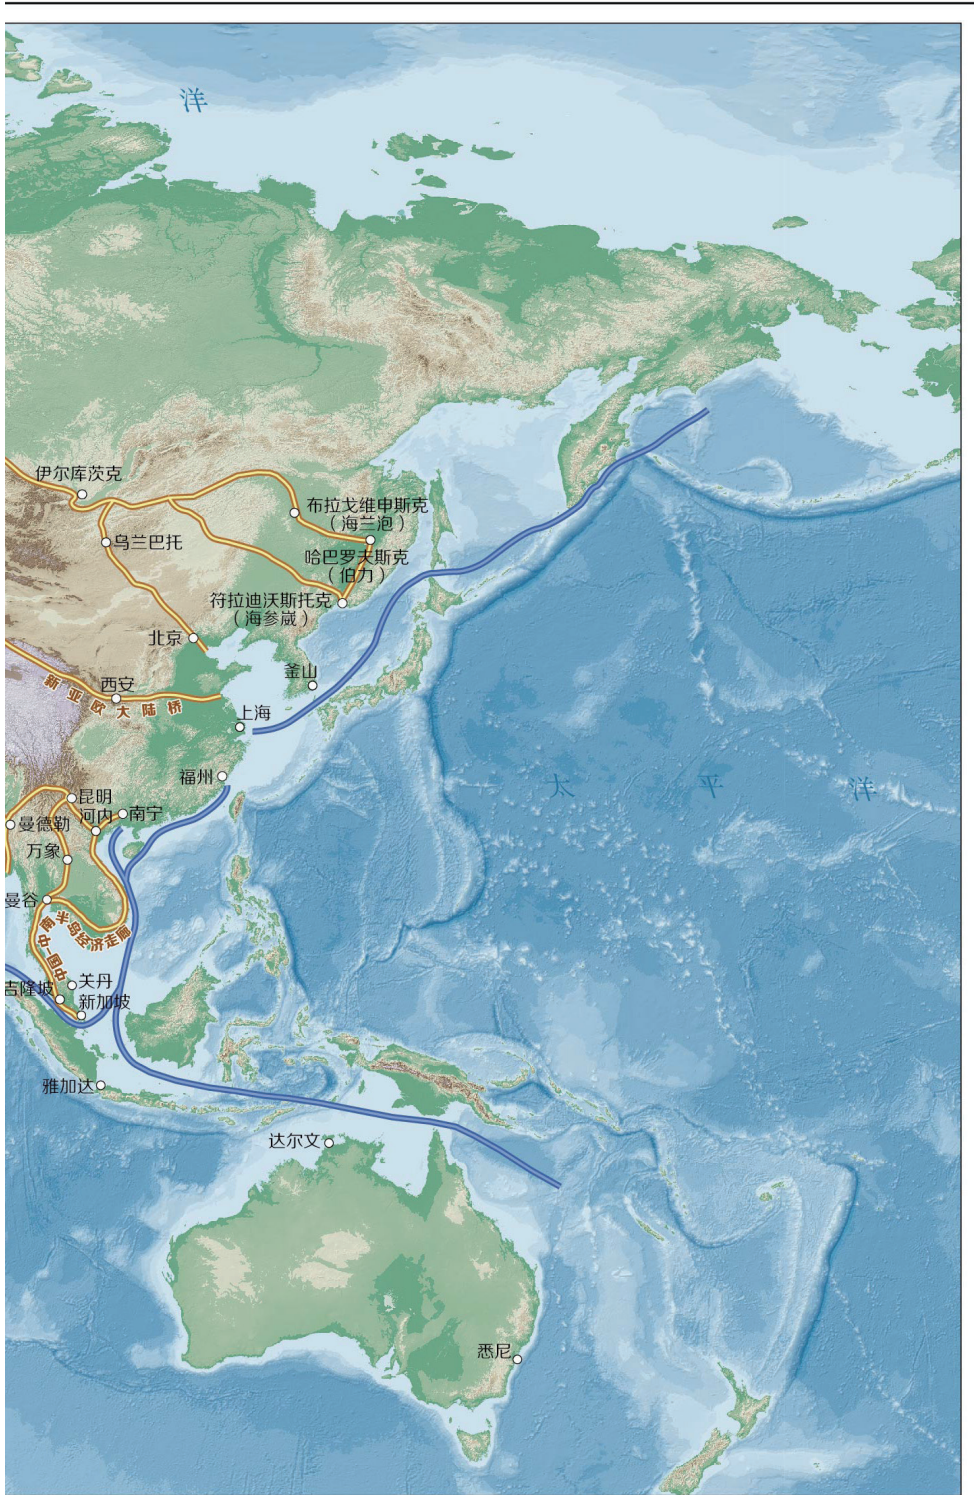 洋
伊尔库茨克
布拉戈维申斯克
（海兰泡）
乌兰巴托
哈巴罗夫斯克
（伯力）
符拉迪沃斯托克
（海参崴）
北京
釜山
西安
新亚欧大陆桥
上海
福州
太平洋
昆明
南宁
河内
曼德勒
万象
曼谷
中国—中南半岛经济走廊
关丹
吉隆坡
新加坡
雅加达
达尔文
悉尼